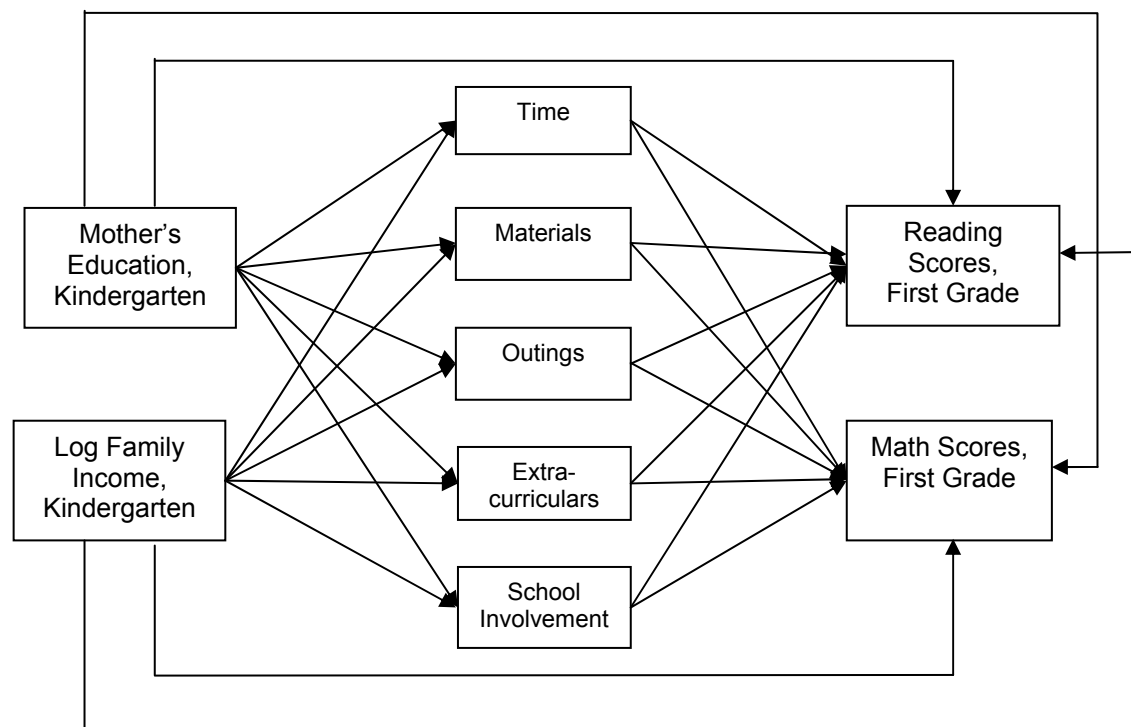 Time
Mother’s
Education,
Kindergarten
Materials
Reading
Scores,
First Grade
Outings
Log Family
Income,
Kindergarten
Extra-
curriculars
Math Scores,
First Grade
School
Involvement